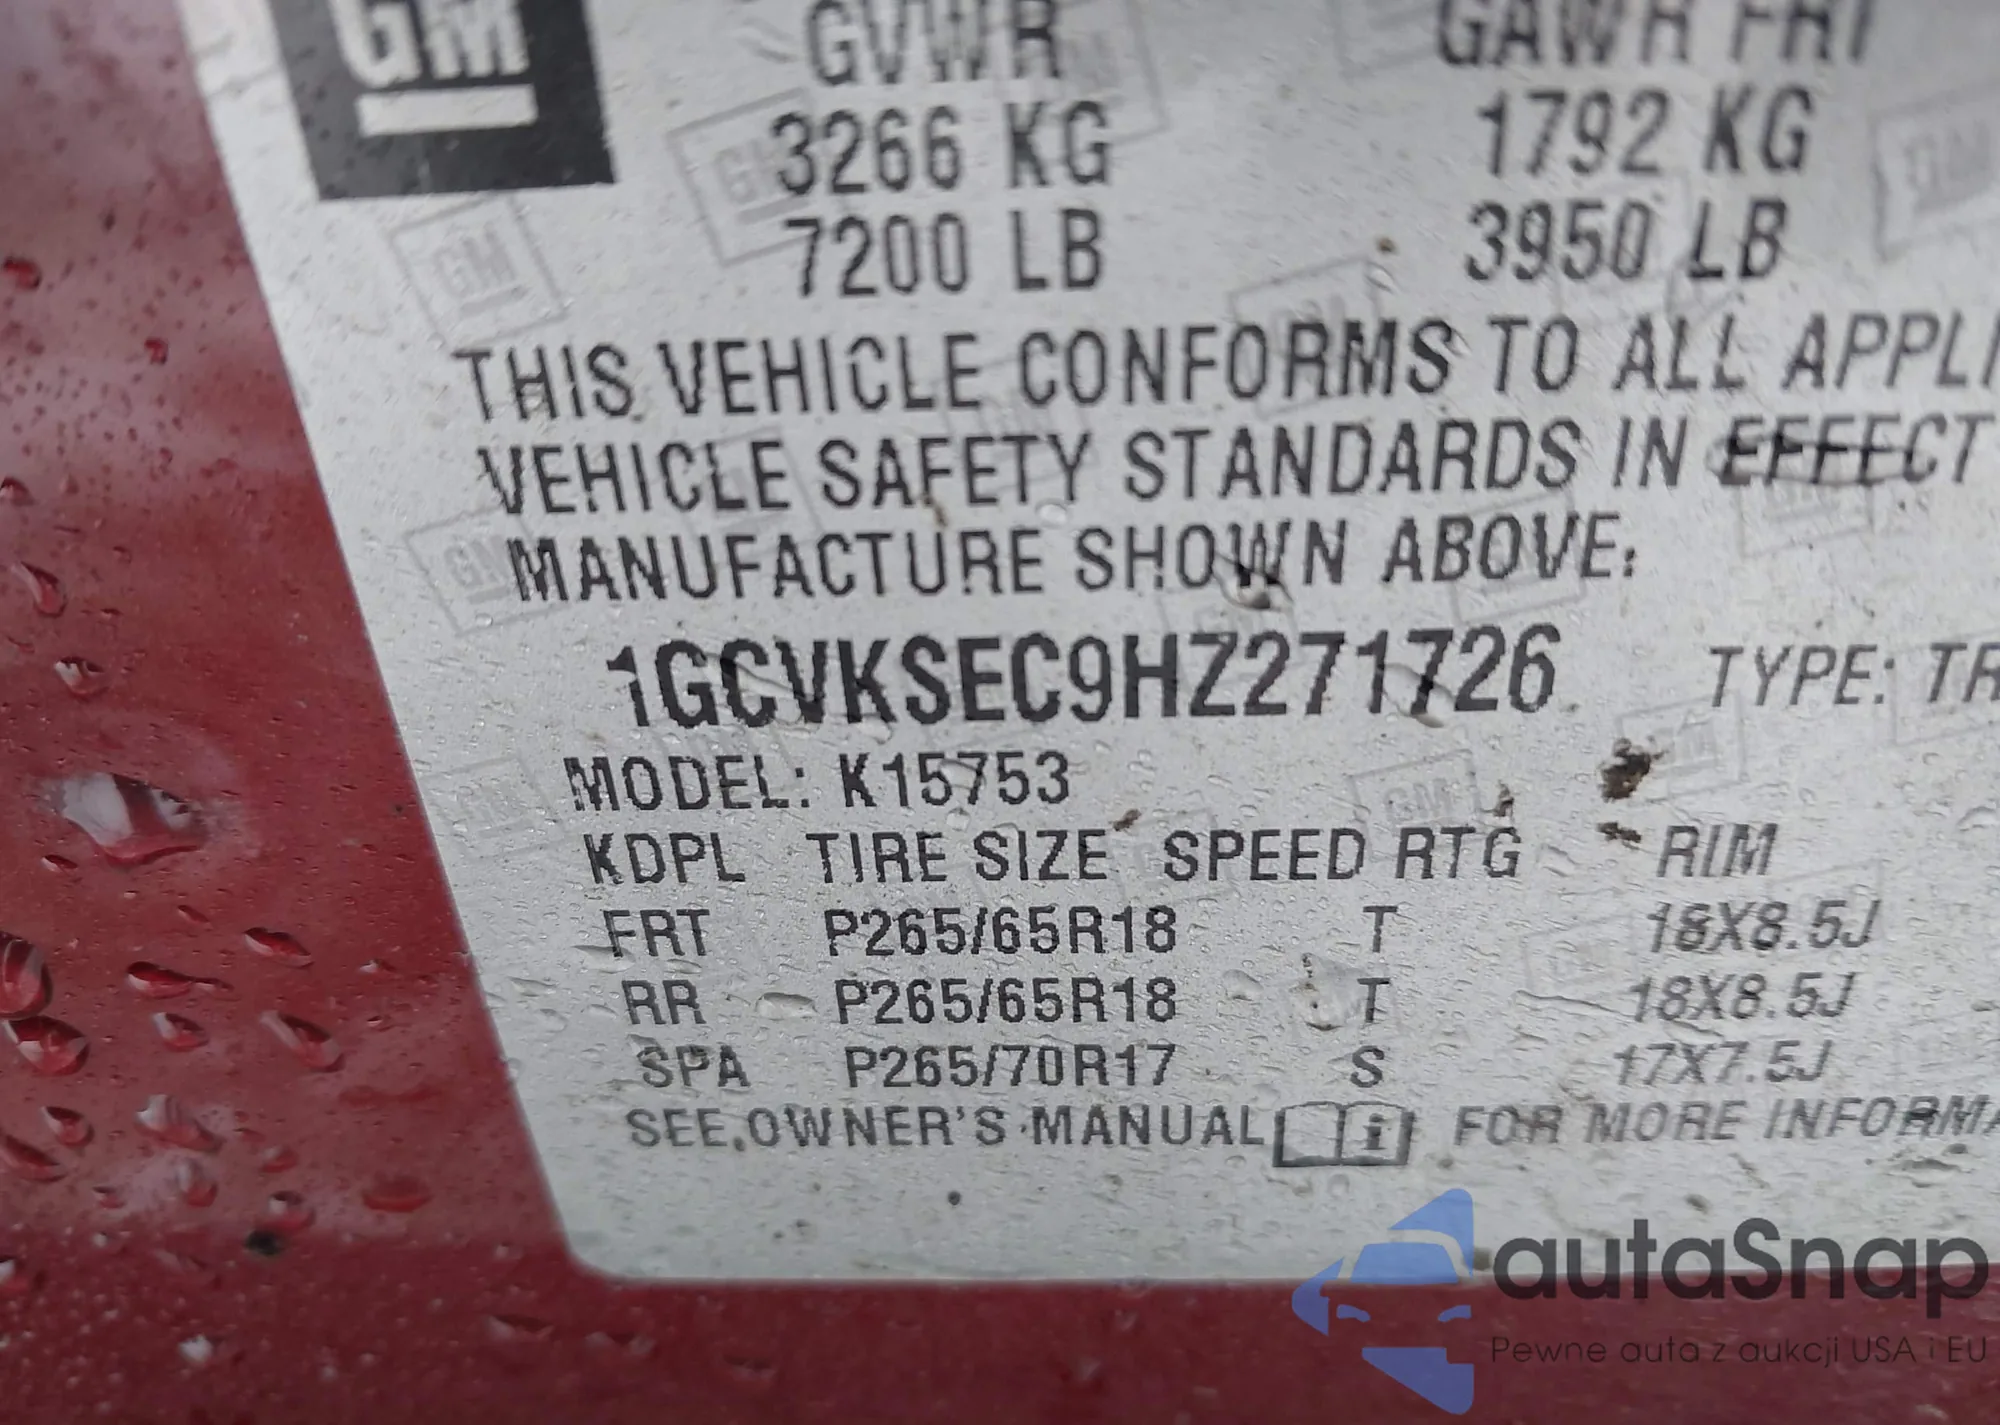 GM
GVWR GAWR FRT
3266 KG 1792 KG
7200 LB 3950 LB
THIS VEHICLE CONFORMS TO ALL APPLI
VEHICLE SAFETY STANDARDS IN EFFECT
MANUFACTURE SHOWN ABOVE:
1GCVKSEC9HZ271726 TYPE: TR
MODEL: K15753
KDPL TIRE SIZE SPEED RTG RIM
FRT P265/65R18 T 18X8.5J
RR P265/65R18 T 18X8.5J
SPA P265/70R17 S 17X7.5J
SEE OWNER'S MANUAL i FOR MORE INFORMA
autaSnap
Pewne auta z aukcji USA i EU